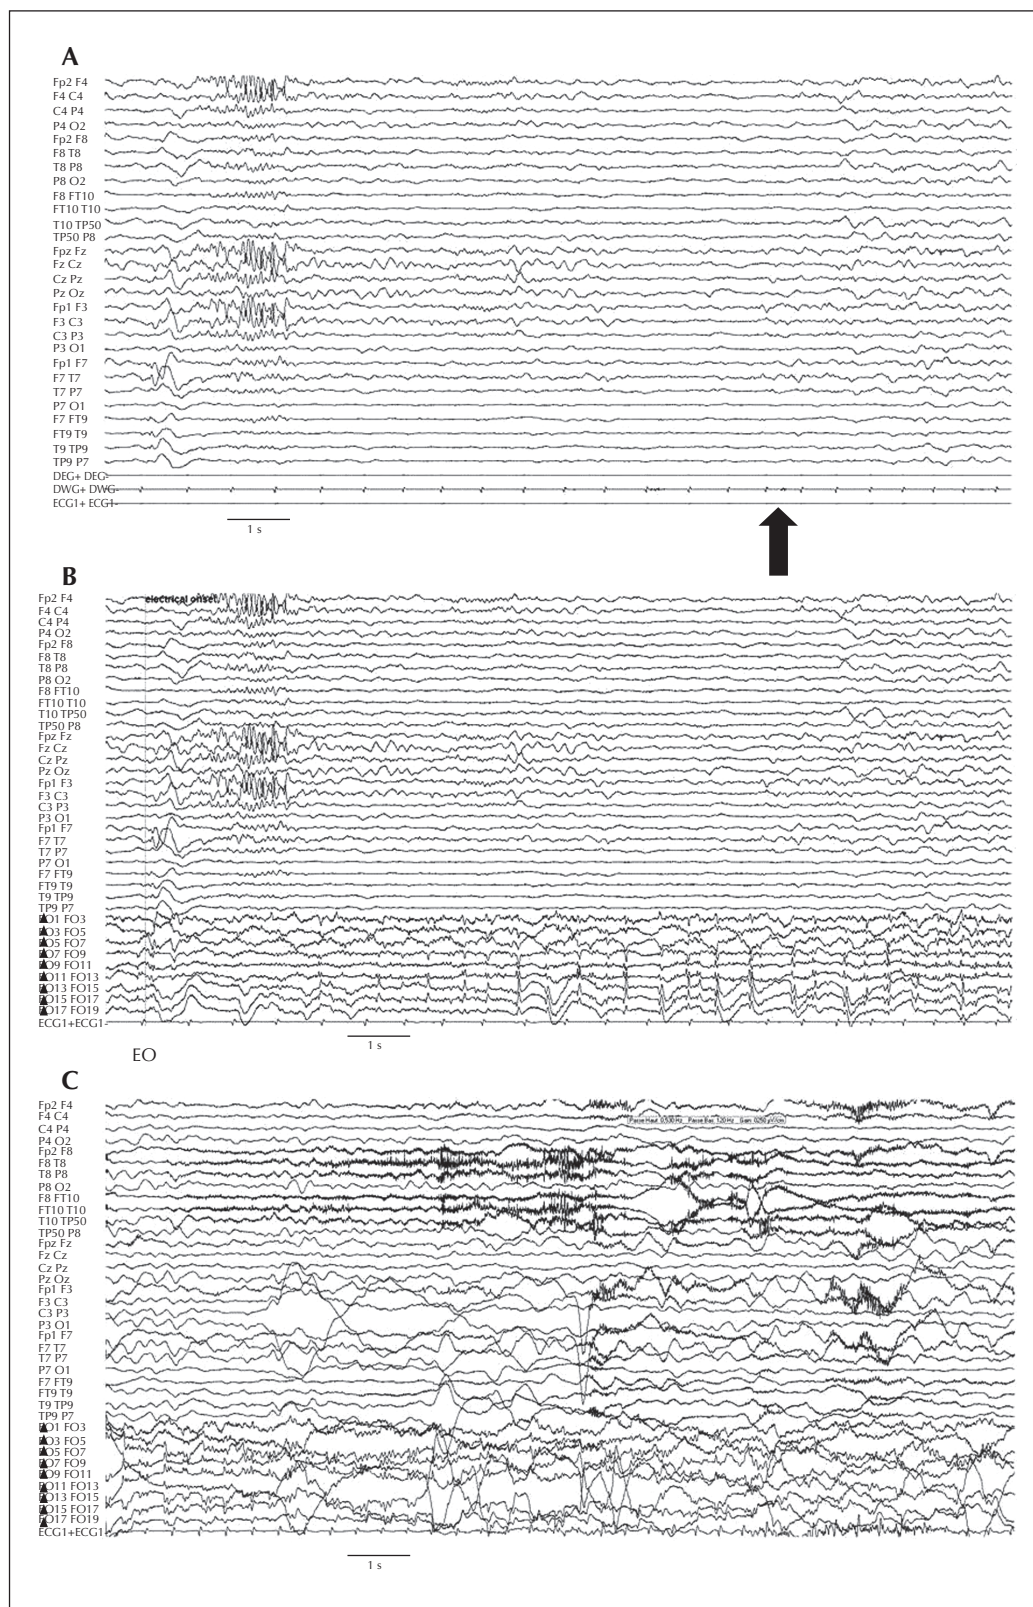 A
Fp2 F4
F4 C4
C4 P4
P4 O2
Fp2 F8
F8 T8
T8 P8
P8 O2
F8 FT10
FT10 T10
T10 TP50
TP50 P8
Fpz Fz
Fz Cz
Cz Pz
Pz Oz
Fp1 F3
F3 C3
C3 P3
P3 O1
Fp1 F7
F7 T7
T7 P7
P7 O1
F7 FT9
FT9 T9
T9 TP9
TP9 P7
DEG+ DEG-
DWG+ DWG-
ECG1+ ECG1-
1 s
B
electrical onset
Fp2 F4
F4 C4
C4 P4
P4 O2
Fp2 F8
F8 T8
T8 P8
P8 O2
F8 FT10
FT10 T10
T10 TP50
TP50 P8
Fpz Fz
Fz Cz
Cz Pz
Pz Oz
Fp1 F3
F3 C3
C3 P3
P3 O1
Fp1 F7
F7 T7
T7 P7
P7 O1
F7 FT9
FT9 T9
T9 TP9
TP9 P7
FO1 FO3
FO3 FO5
FO5 FO7
FO7 FO9
FO9 FO11
FO11 FO13
FO13 FO15
FO15 FO17
FO17 FO19
ECG1+ECG1-
1 s
EO
C
Fp2 F4
F4 C4
C4 P4
P4 O2
Fp2 F8
F8 T8
T8 P8
P8 O2
F8 FT10
FT10 T10
T10 TP50
TP50 P8
Fpz Fz
Fz Cz
Cz Pz
Pz Oz
Fp1 F3
F3 C3
C3 P3
P3 O1
Fp1 F7
F7 T7
T7 P7
P7 O1
F7 FT9
FT9 T9
T9 TP9
TP9 P7
FO1 FO3
FO3 FO5
FO5 FO7
FO7 FO9
FO9 FO11
FO11 FO13
FO13 FO15
FO15 FO17
FO17 FO19
ECG1+ECG1-
1 s